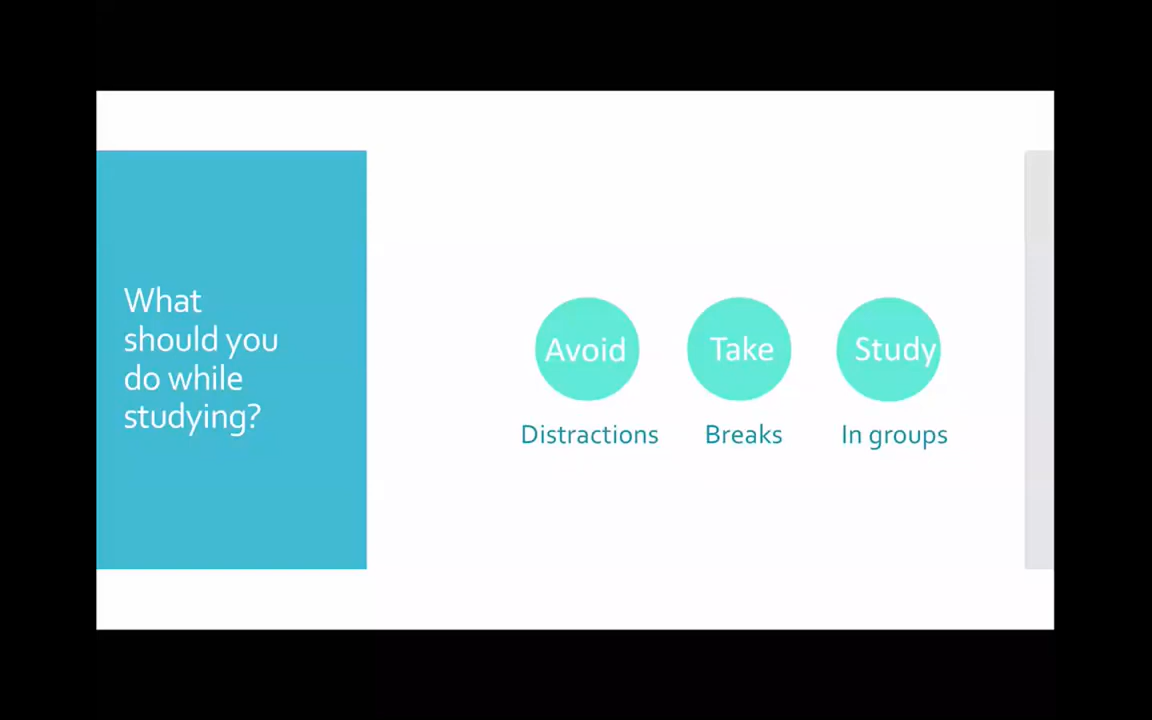 What
should you
do while
studying?
Avoid
Take
Study
Distractions
Breaks
In groups